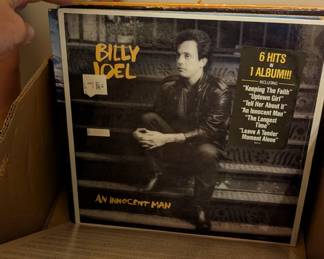 BILLY
JOEL
6 HITS
IN
1 ALBUM!!!
INCLUDING
"Keeping The Faith"
"Uptown Girl"
"Tell Her About It"
"An Innocent Man"
"The Longest
Time"
"Leave A Tender
Moment Alone"
AN INNOCENT MAN